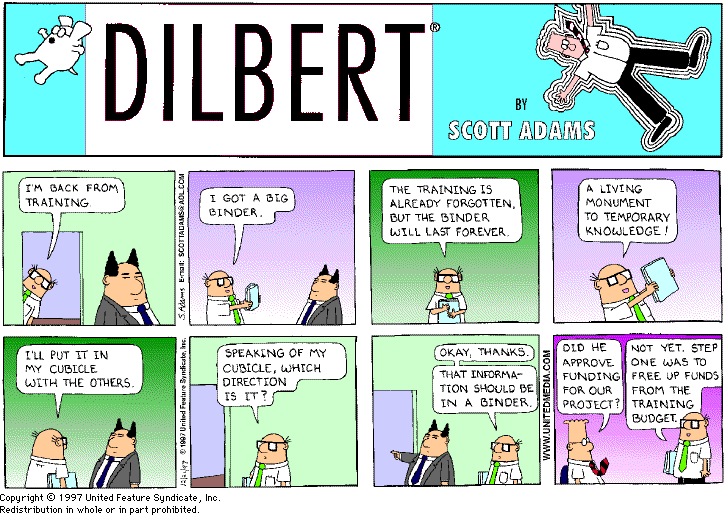 DILBERT®
BY
SCOTT ADAMS
I'M BACK FROM
TRAINING.
E-mail: SCOTTADAMS@AOL.COM
I GOT A BIG
BINDER.
S.Adams
THE TRAINING IS
ALREADY FORGOTTEN,
BUT THE BINDER
WILL LAST FOREVER.
A LIVING
MONUMENT
TO TEMPORARY
KNOWLEDGE!
I'LL PUT IT IN
MY CUBICLE
WITH THE OTHERS.
© 1997 United Feature Syndicate, Inc.
SPEAKING OF MY
CUBICLE, WHICH
DIRECTION
IS IT?
OKAY, THANKS.
THAT INFORMA-
TION SHOULD BE
IN A BINDER.
WWW.UNITEDMEDIA.COM
DID HE
APPROVE
FUNDING
FOR OUR
PROJECT?
NOT YET. STEP
ONE WAS TO
FREE UP FUNDS
FROM THE
TRAINING
BUDGET.
Copyright © 1997 United Feature Syndicate, Inc.
Redistribution in whole or in part prohibited.